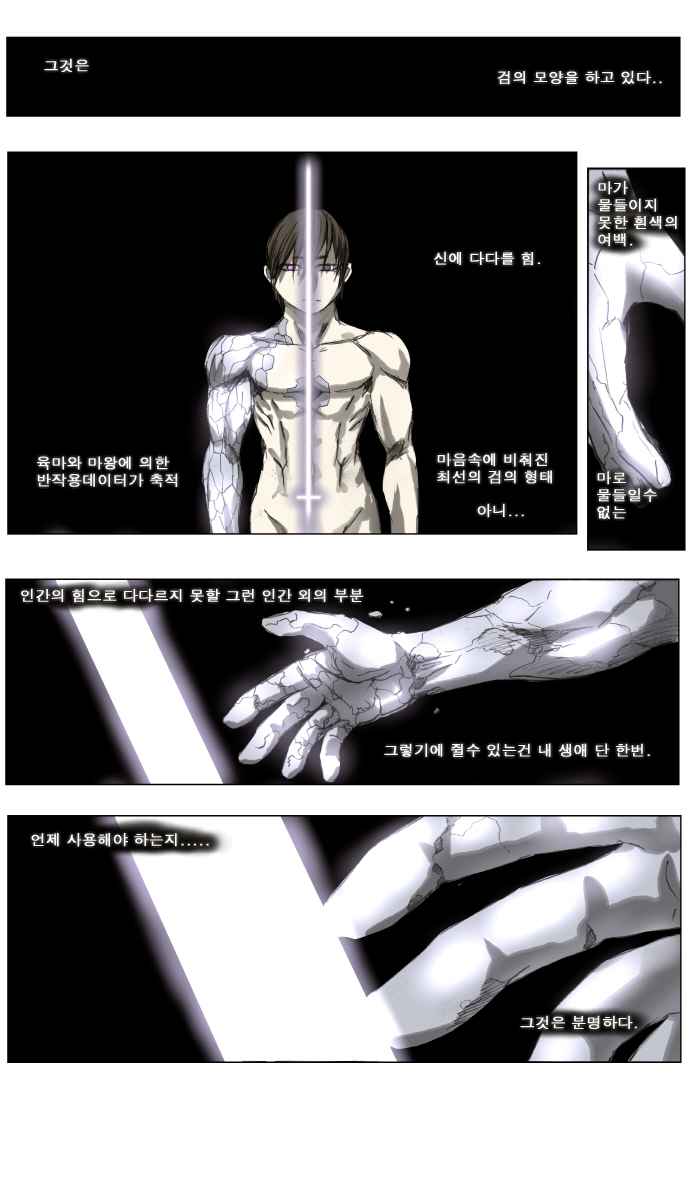 그것은
검의 모양을 하고 있다..
신에 다다를 힘.
육마와 마왕에 의한
반작용데이터가 축적
마음속에 비춰진
최선의 검의 형태
아니...
마가
물들이지
못한 흰색의
여백.
마로
물들일수
없는
인간의 힘으로 다다르지 못할 그런 인간 외의 부분
그렇기에 쥘수 있는건 내 생애 단 한번.
언제 사용해야 하는지.....
그것은 분명하다.